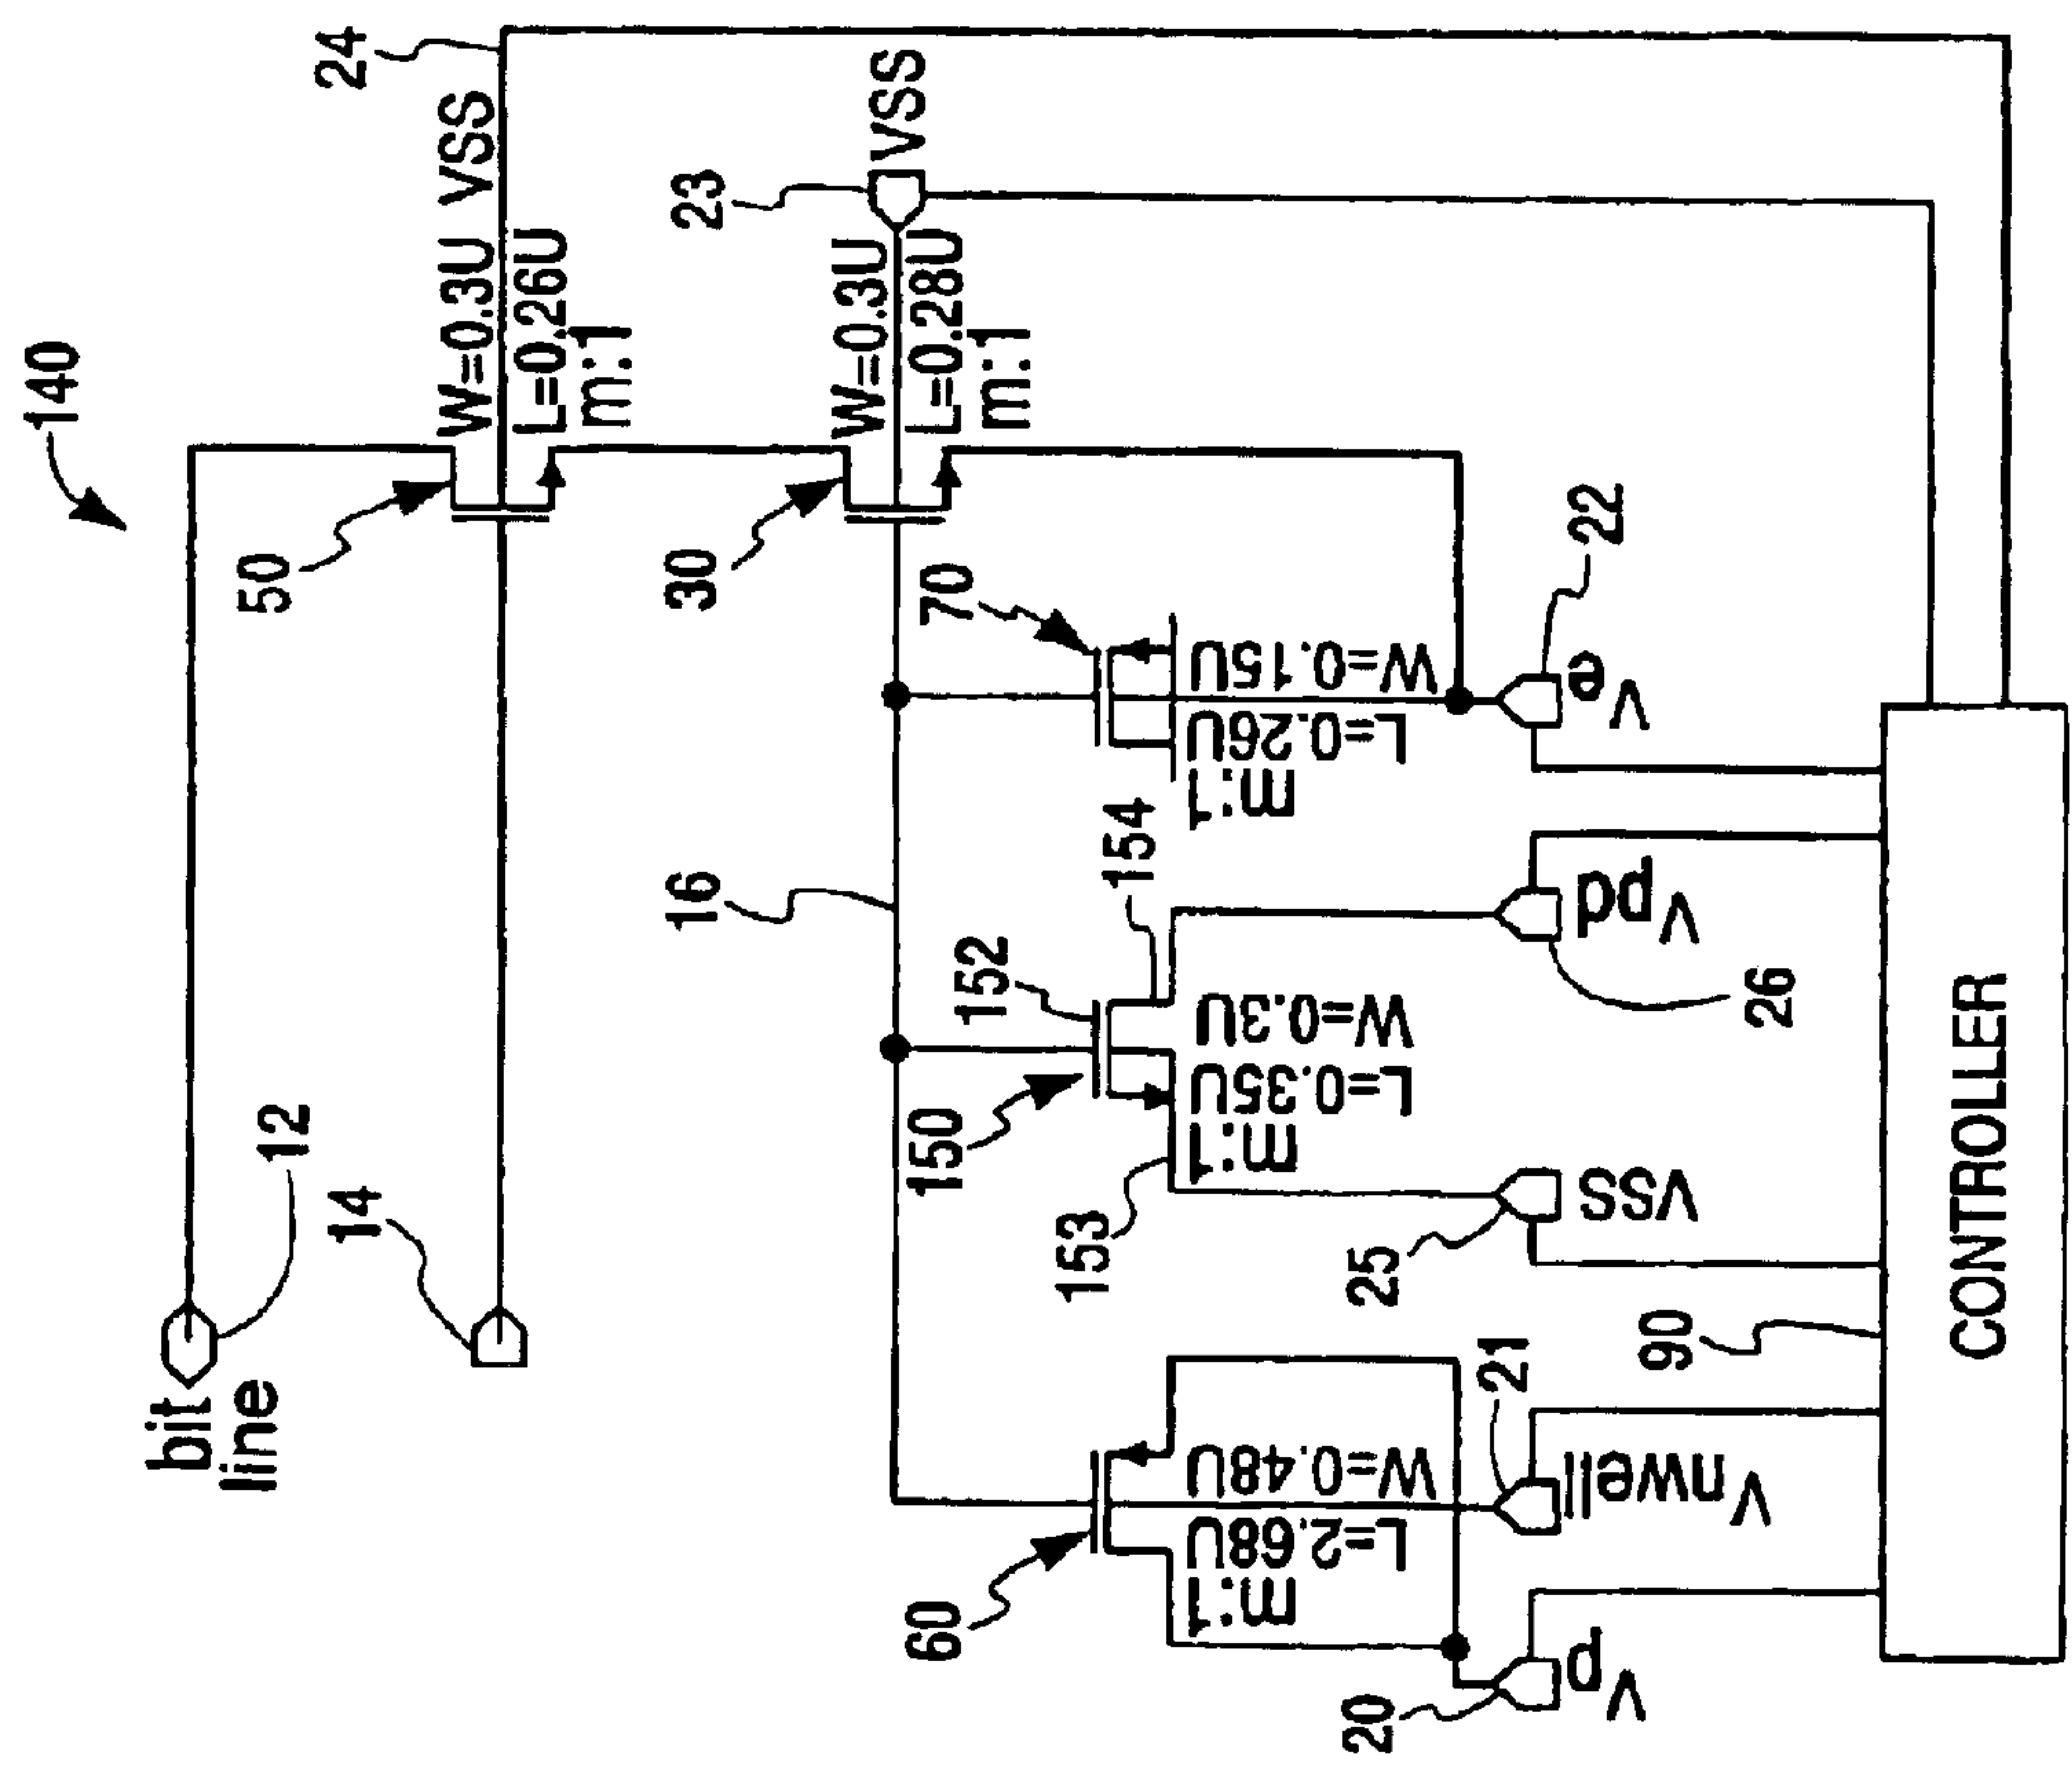 140
bit
line
12
50
24
14
W=0.3U VSS
L=0.26U
m:1
16
30
23
W=0.3U VSS
L=0.28U
m:1
60
150
152
70
153
154
m:1
L=2.68U
W=0.48U
m:1
L=0.35U
W=0.3U
m:1
L=0.26U
W=0.15U
20
25
21
22
Vp
Vnwell
VSS
Vpd
Ve
90
26
CONTROLLER